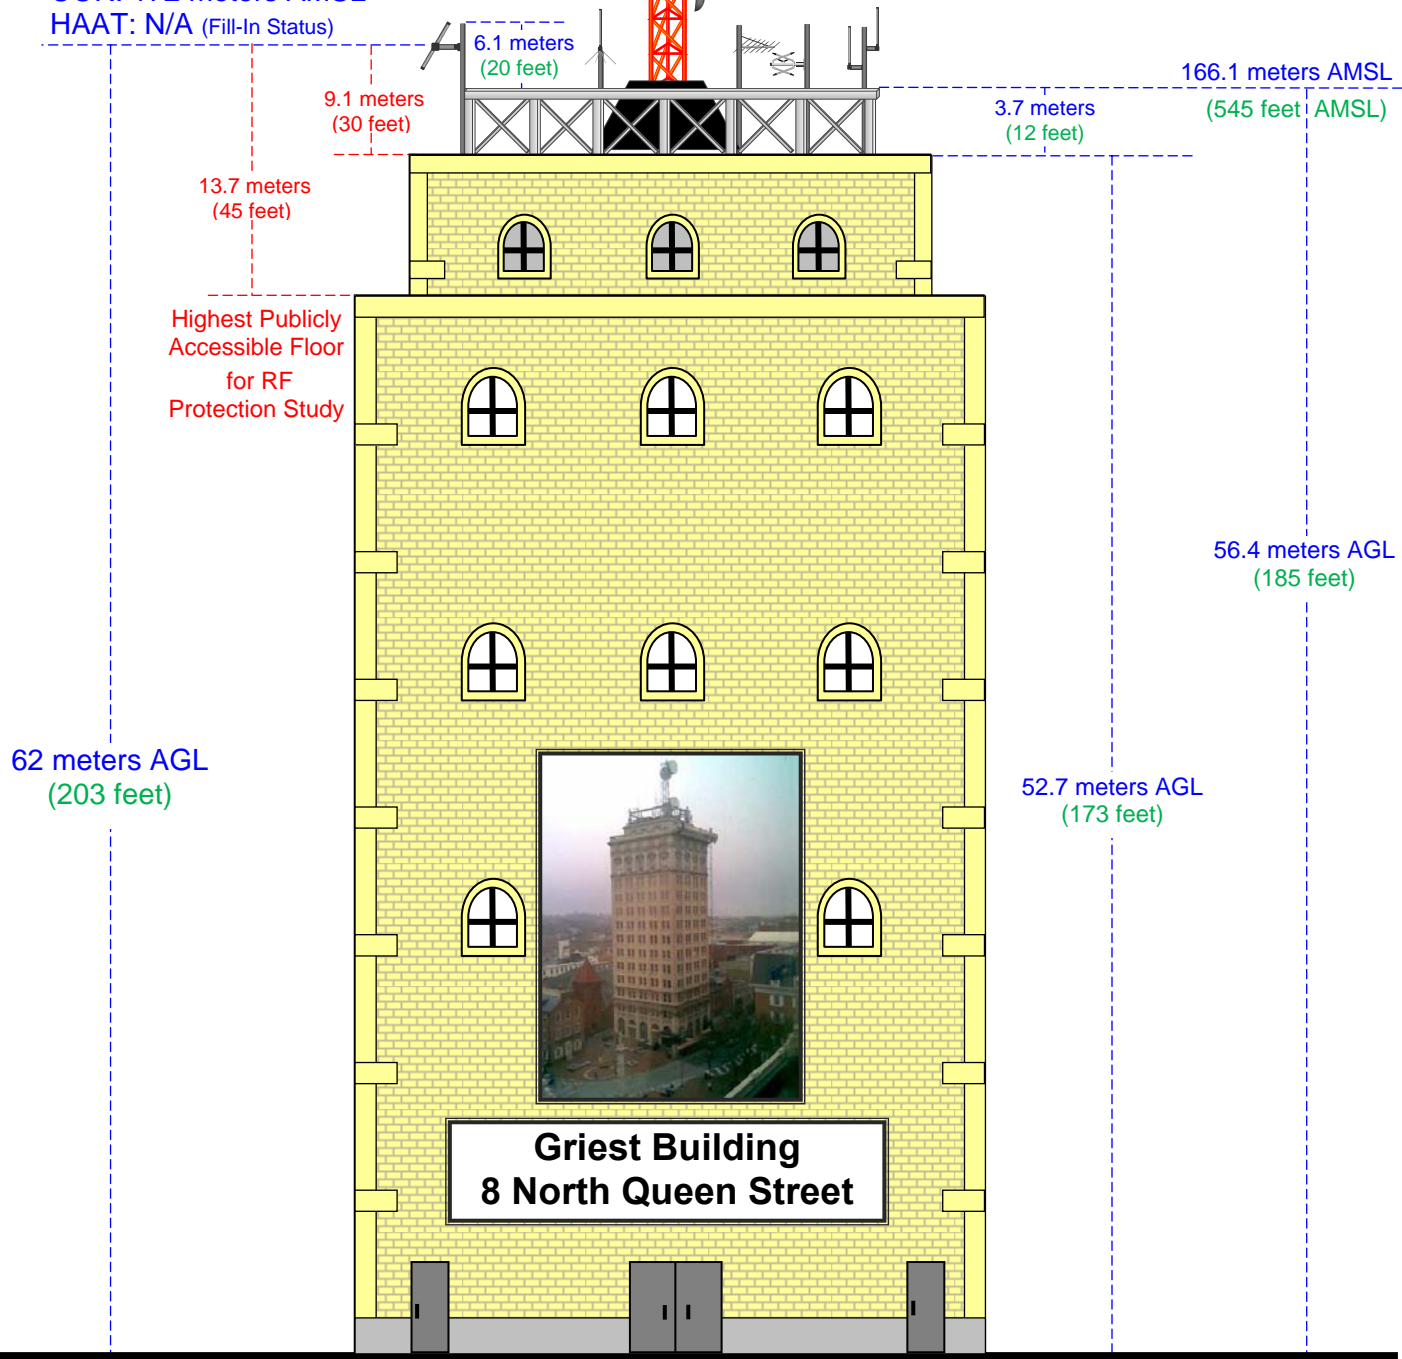 HAAT: N/A (Fill-In Status)
6.1 meters
(20 feet)
9.1 meters
(30 feet)
166.1 meters AMSL
(545 feet AMSL)
3.7 meters
(12 feet)
13.7 meters
(45 feet)
Highest Publicly
Accessible Floor
for RF
Protection Study
56.4 meters AGL
(185 feet)
62 meters AGL
(203 feet)
52.7 meters AGL
(173 feet)
Griest Building
8 North Queen Street